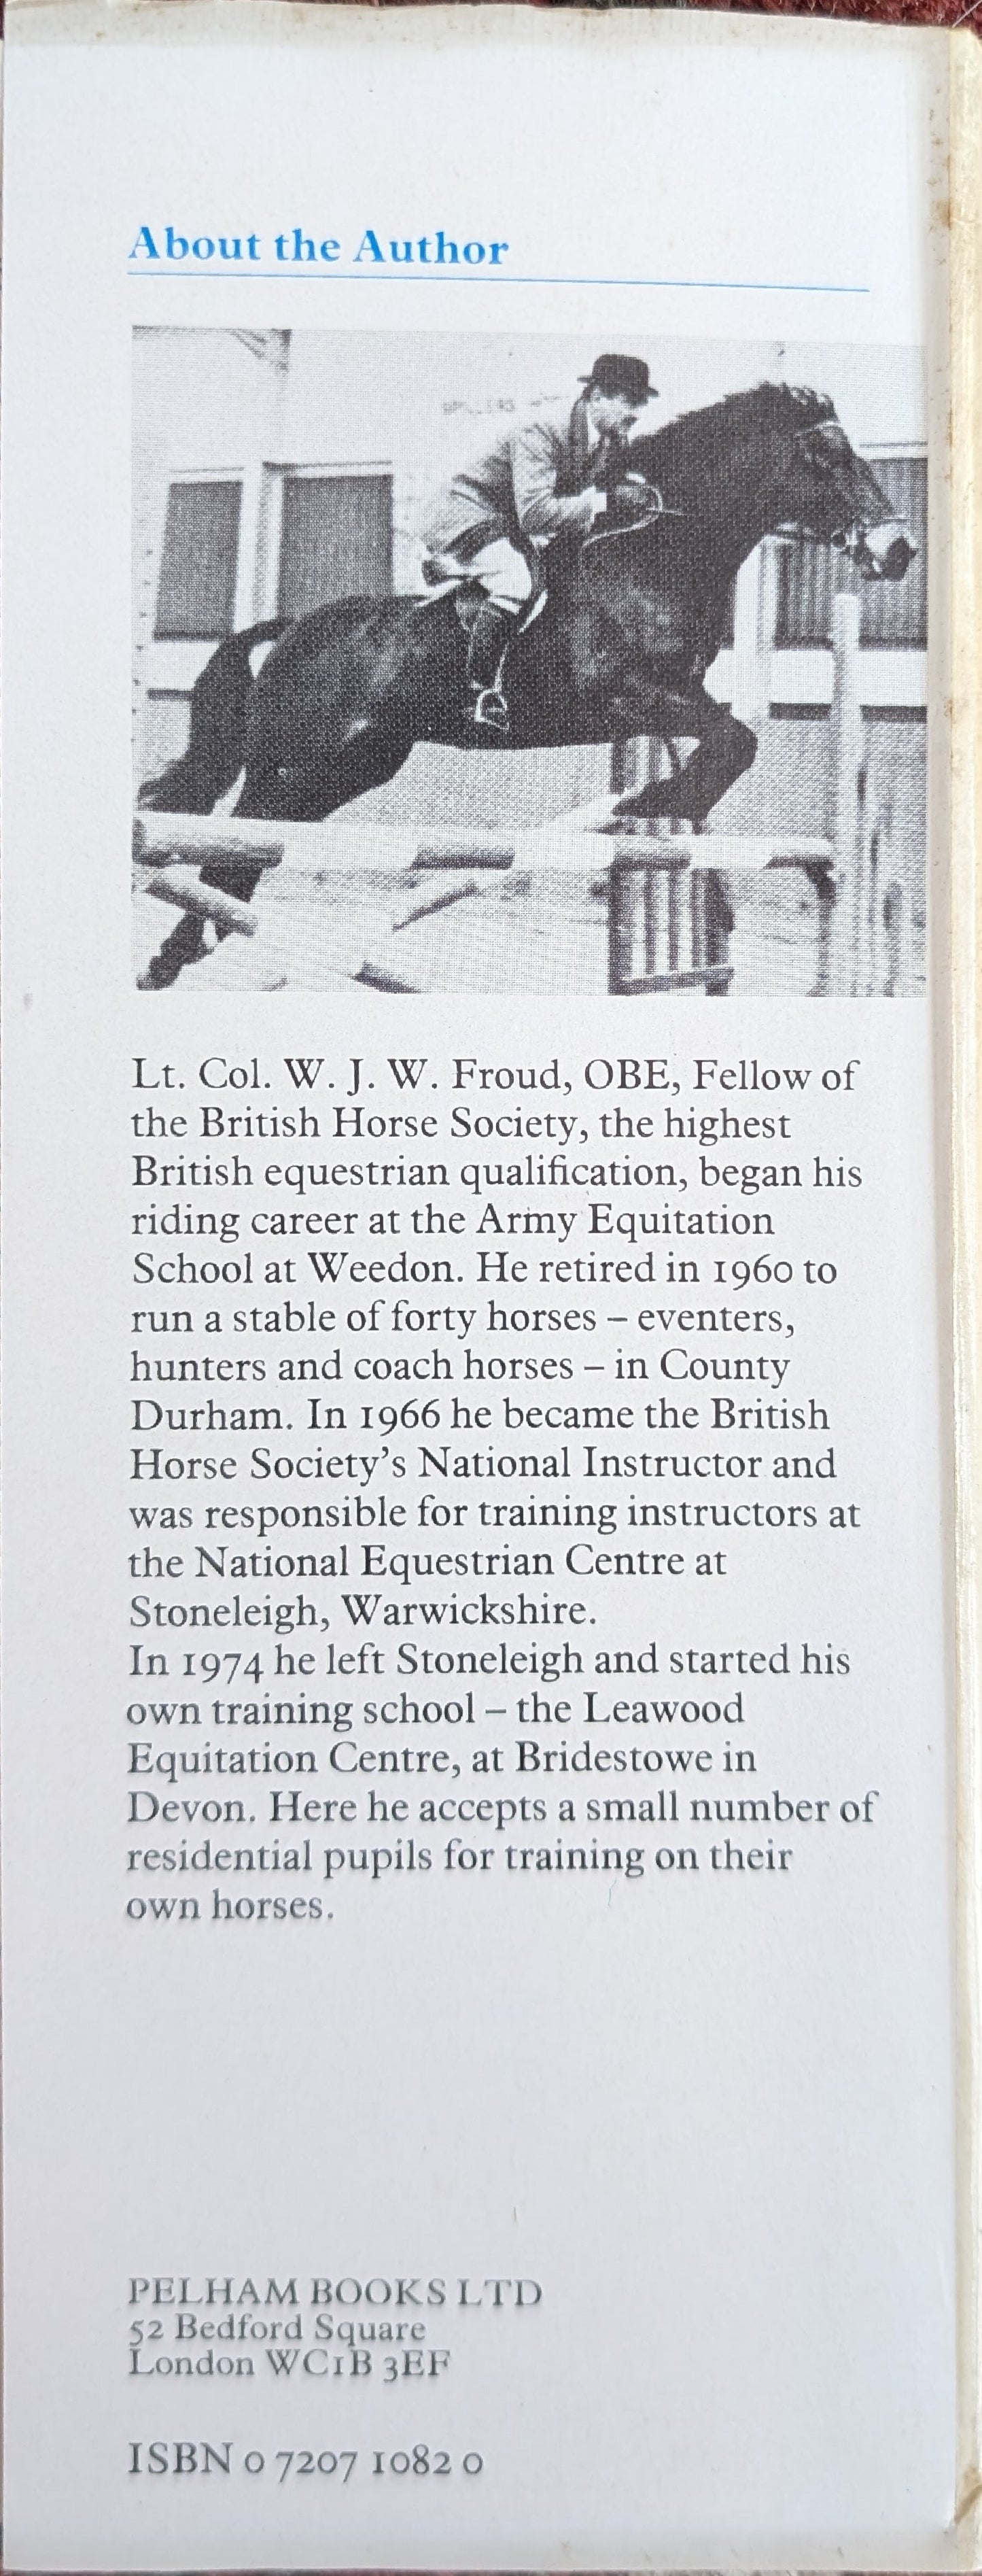 About the Author
Lt. Col. W. J. W. Froud, OBE, Fellow of
the British Horse Society, the highest
British equestrian qualification, began his
riding career at the Army Equitation
School at Weedon. He retired in 1960 to
run a stable of forty horses – eventers,
hunters and coach horses – in County
Durham. In 1966 he became the British
Horse Society’s National Instructor and
was responsible for training instructors at
the National Equestrian Centre at
Stoneleigh, Warwickshire.
In 1974 he left Stoneleigh and started his
own training school – the Leawood
Equitation Centre, at Bridestowe in
Devon. Here he accepts a small number of
residential pupils for training on their
own horses.
PELHAM BOOKS LTD
52 Bedford Square
London WC1B 3EF
ISBN 0 7207 1082 0